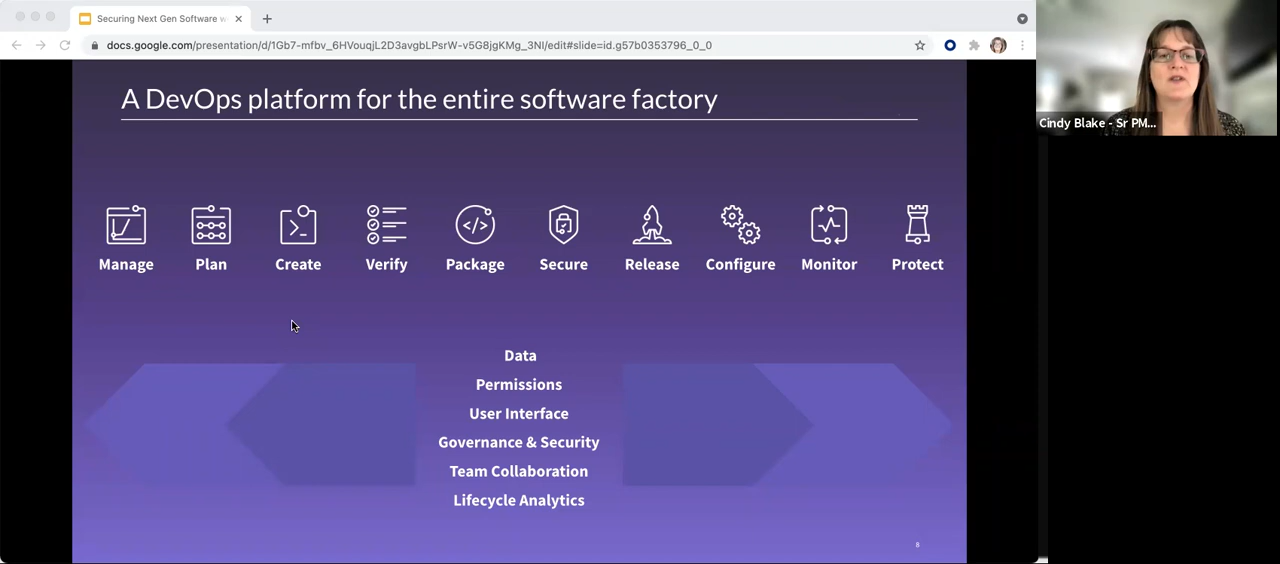 Securing Next Gen Software w
docs.google.com/presentation/d/1Gb7-mfbv_6HVouqjL2D3avgbLPsrW-v5G8jgKMg_3NI/edit#slide=id.g57b0353796_0_0
Cindy Blake - Sr PM...
A DevOps platform for the entire software factory
Manage Plan Create Verify Package Secure Release Configure Monitor Protect
Data
Permissions
User Interface
Governance & Security
Team Collaboration
Lifecycle Analytics
8